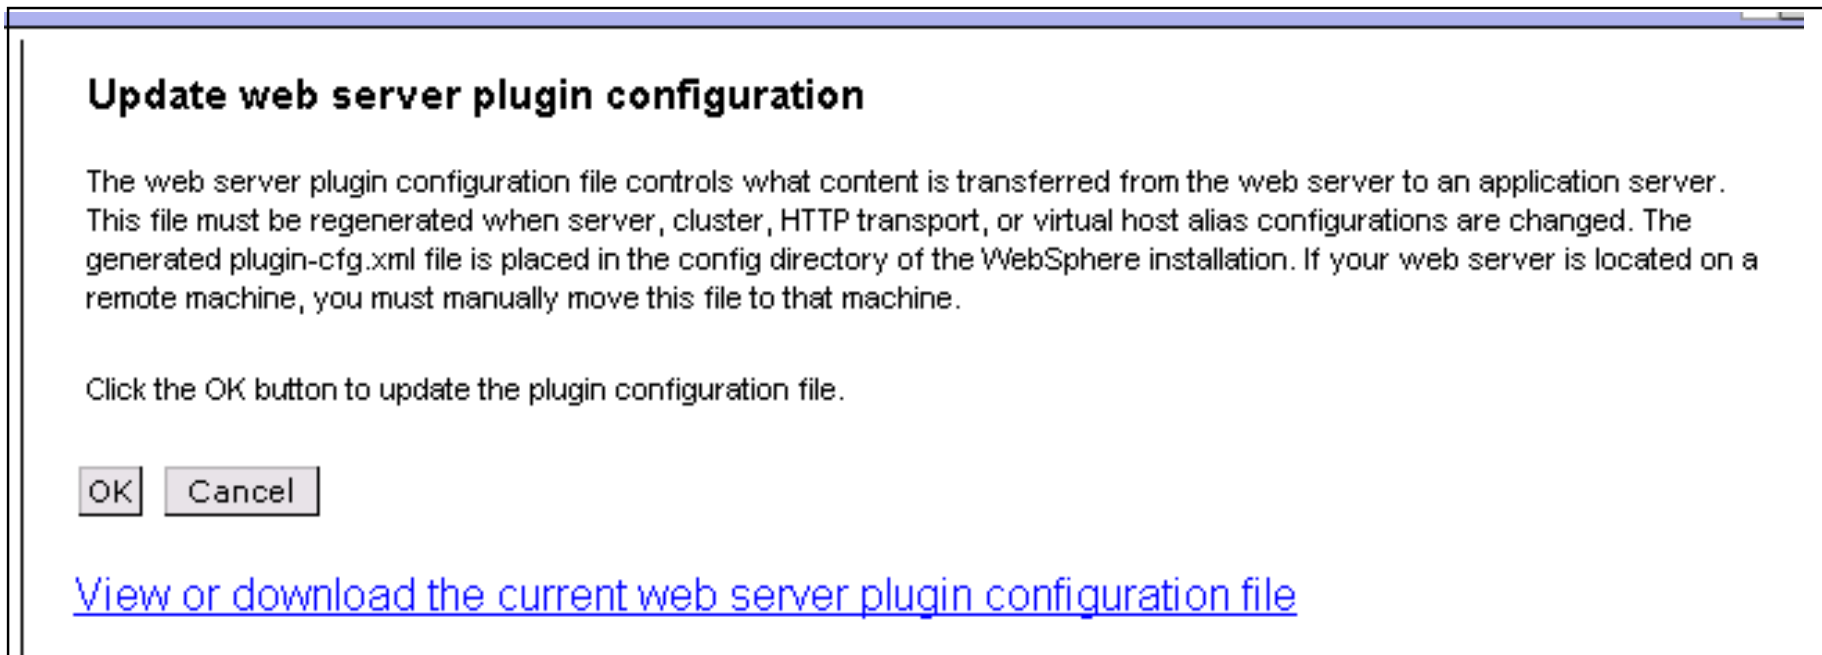 Update web server plugin configuration
The web server plugin configuration file controls what content is transferred from the web server to an application server.
This file must be regenerated when server, cluster, HTTP transport, or virtual host alias configurations are changed. The
generated plugin-cfg.xml file is placed in the config directory of the WebSphere installation. If your web server is located on a
remote machine, you must manually move this file to that machine.
Click the OK button to update the plugin configuration file.
OK Cancel
View or download the current web server plugin configuration file